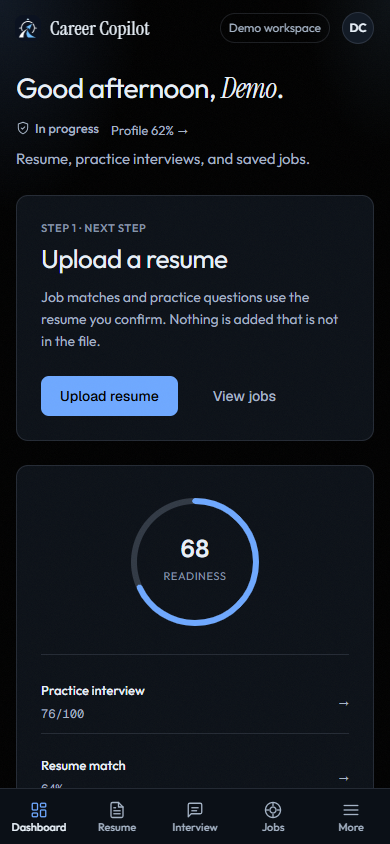 Career Copilot
Demo workspace
DC
Good afternoon, Demo.
In progress
Profile 62% →
Resume, practice interviews, and saved jobs.
STEP 1 · NEXT STEP
Upload a resume
Job matches and practice questions use the
resume you confirm. Nothing is added that is not
in the file.
Upload resume
View jobs
68
READINESS
Practice interview
76/100
→
Resume match
64%
→
Dashboard
Resume
Interview
Jobs
More